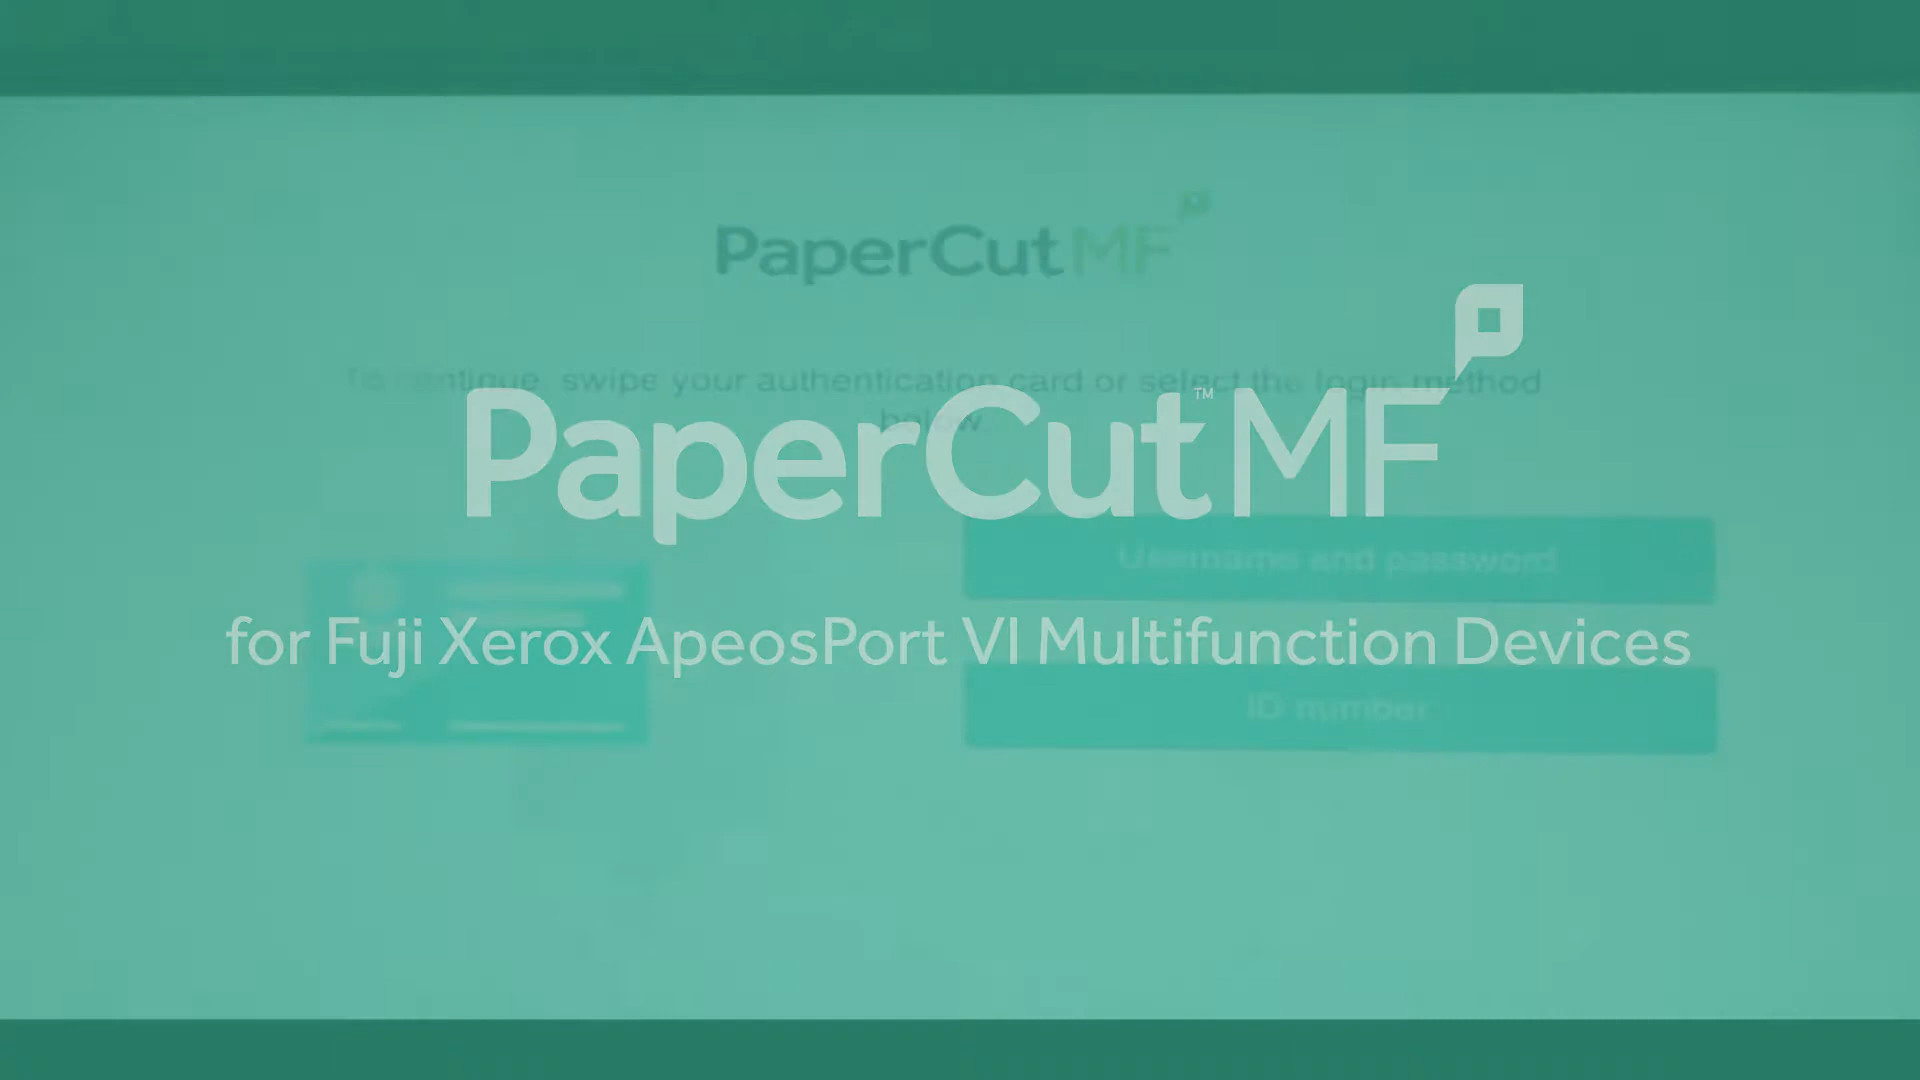 PaperCut MF
To continue, swipe your authentication card or select the login method
below.
PaperCut™ MF
Username and password
for Fuji Xerox ApeosPort VI Multifunction Devices
ID number